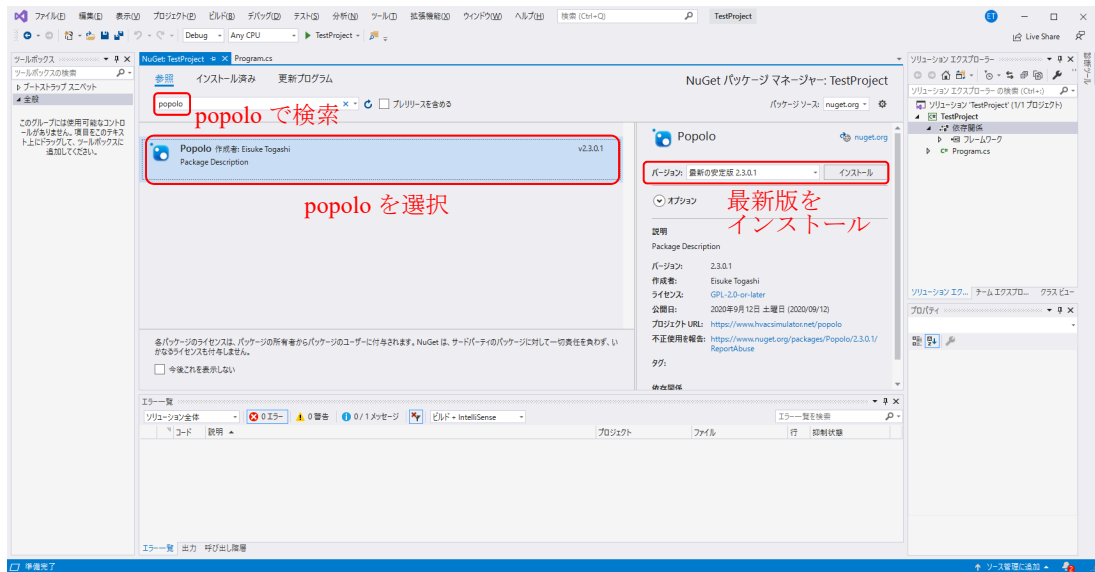 ファイル(F) 編集(E) 表示(V) プロジェクト(P) ビルド(B) デバッグ(D) テスト(S) 分析(N) ツール(T) 拡張機能(X) ウィンドウ(W) ヘルプ(H) 検索 (Ctrl+Q) TestProject ET
Debug Any CPU TestProject Live Share
ツールボックス
ツールボックスの検索
ブートストラップ スニペット
全般
このグループには使用可能なコントロ
ールがありません。項目をこのテキス
ト上にドラッグして、ツールボックスに
追加してください。
NuGet: TestProject Program.cs
参照 インストール済み 更新プログラム
NuGet パッケージ マネージャー: TestProject
popolo プレリリースを含める
パッケージ ソース: nuget.org
popolo で検索
Popolo 作成者: Eisuke Togashi v2.3.0.1
Package Description
popolo を選択
Popolo nuget.org
バージョン: 最新の安定版 2.3.0.1 インストール
最新版を
インストール
オプション
説明
Package Description
バージョン: 2.3.0.1
作成者: Eisuke Togashi
ライセンス: GPL-2.0-or-later
公開日: 2020年9月12日 土曜日 (2020/09/12)
プロジェクト URL: https://www.hvacsimulator.net/popolo
不正使用を報告: https://www.nuget.org/packages/Popolo/2.3.0.1/
ReportAbuse
タグ:
依存関係
各パッケージのライセンスは、パッケージの所有者からパッケージのユーザーに付与されます。NuGet は、サードパーティのパッケージに対して一切責任を負わず、い
かなるライセンスも付与しません。
今後これを表示しない
ソリューション エクスプローラー
ソリューション エクスプローラー の検索 (Ctrl+:)
ソリューション 'TestProject' (1/1 プロジェクト)
TestProject
依存関係
フレームワーク
C# Program.cs
ソリューション エク... チーム エクスプロ... クラス ビュー
プロパティ
エラー一覧
ソリューション全体 0 エラー 0 警告 0 / 1 メッセージ ビルド + IntelliSense エラー一覧を検索
コード 説明 プロジェクト ファイル 行 抑制状態
エラー一覧 出力 呼び出し階層
準備完了 ソース管理に追加 2